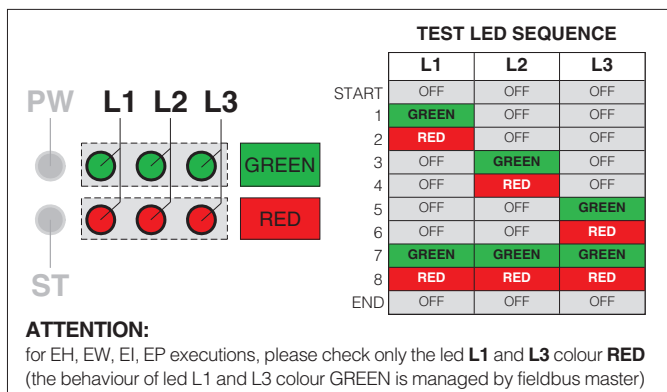 TEST LED SEQUENCE
L1 L2 L3
START OFF OFF OFF
1 GREEN OFF OFF
2 RED OFF OFF
3 OFF GREEN OFF
4 OFF RED OFF
5 OFF OFF GREEN
6 OFF OFF RED
7 GREEN GREEN GREEN
8 RED RED RED
END OFF OFF OFF
PW L1 L2 L3
GREEN
RED
ST
ATTENTION:
for EH, EW, EI, EP executions, please check only the led L1 and L3 colour RED
(the behaviour of led L1 and L3 colour GREEN is managed by fieldbus master)